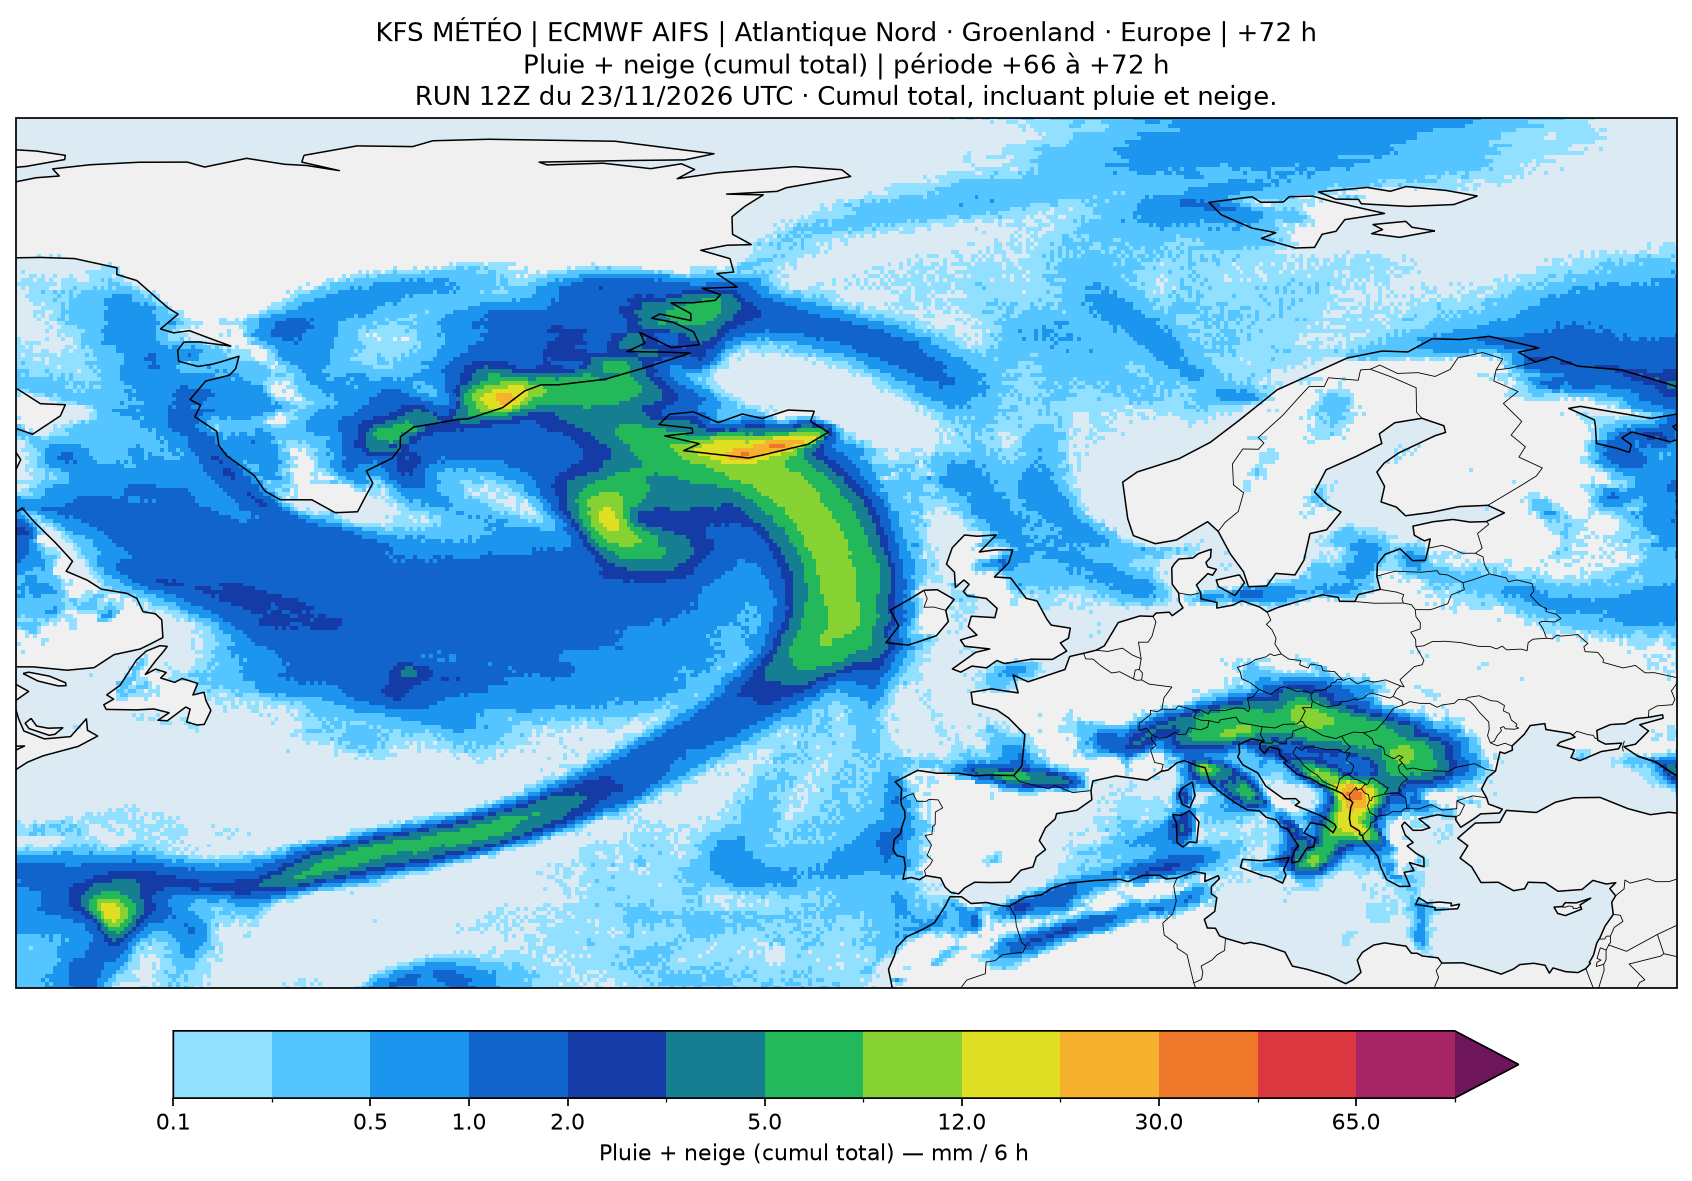 KFS MÉTÉO | ECMWF AIFS | Atlantique Nord · Groenland · Europe | +72 h
Pluie + neige (cumul total) | période +66 à +72 h
RUN 12Z du 23/11/2026 UTC · Cumul total, incluant pluie et neige.
0.1 0.5 1.0 2.0 5.0 12.0 30.0 65.0
Pluie + neige (cumul total) — mm / 6 h